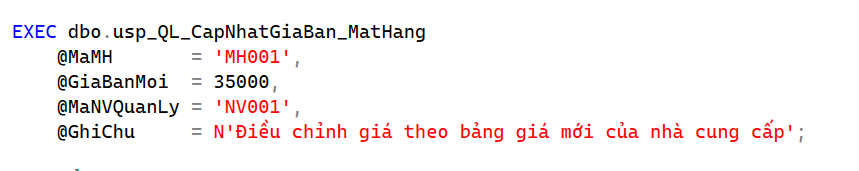 EXEC dbo.usp_QL_CapNhatGiaBan_MatHang
@MaMH = 'MH001',
@GiaBanMoi = 35000,
@MaNVQuanLy = 'NV001',
@GhiChu = N'Điều chỉnh giá theo bảng giá mới của nhà cung cấp';